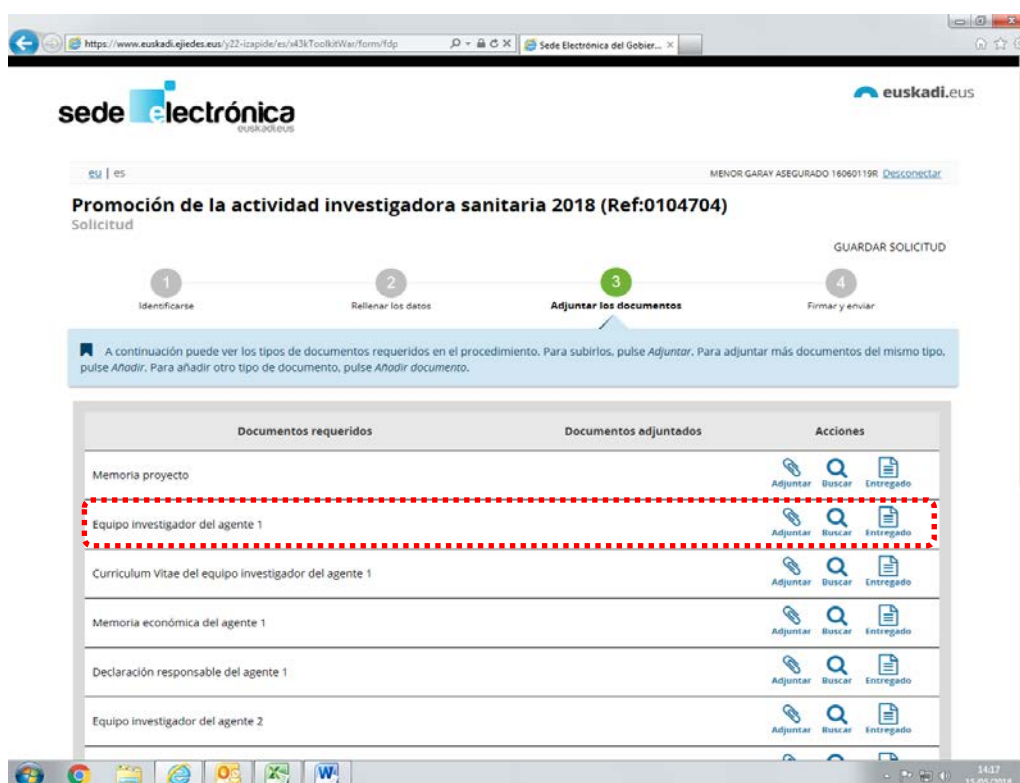 https://www.euskadi.ejiedes.eus/y22-izapide/es/x43kToolkitWar/form/fdp
Sede Electrónica del Gobier...
sede electrónica
euskadi.eus
euskadi.eus
eu | es
MENOR GARAY ASEGURADO 16060119R Desconectar
Promoción de la actividad investigadora sanitaria 2018 (Ref:0104704)
Solicitud
GUARDAR SOLICITUD
1
2
3
4
Identificarse
Rellenar los datos
Adjuntar los documentos
Firmar y enviar
A continuación puede ver los tipos de documentos requeridos en el procedimiento. Para subirlos, pulse Adjuntar. Para adjuntar más documentos del mismo tipo,
pulse Añadir. Para añadir otro tipo de documento, pulse Añadir documento.
Documentos requeridos
Documentos adjuntados
Acciones
Memoria proyecto
Adjuntar Buscar Entregado
Equipo investigador del agente 1
Adjuntar Buscar Entregado
Curriculum Vitae del equipo investigador del agente 1
Adjuntar Buscar Entregado
Memoria económica del agente 1
Adjuntar Buscar Entregado
Declaración responsable del agente 1
Adjuntar Buscar Entregado
Equipo investigador del agente 2
Adjuntar Buscar Entregado
14:17